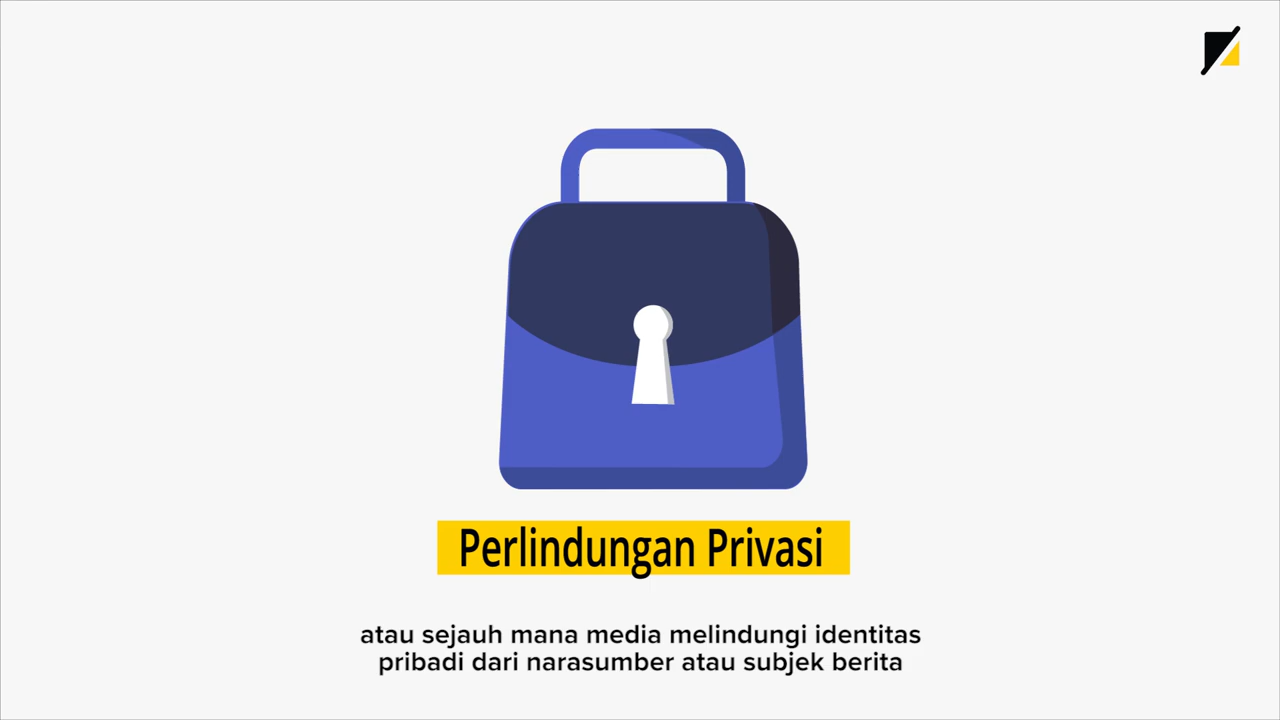 Perlindungan Privasi
atau sejauh mana media melindungi identitas
pribadi dari narasumber atau subjek berita